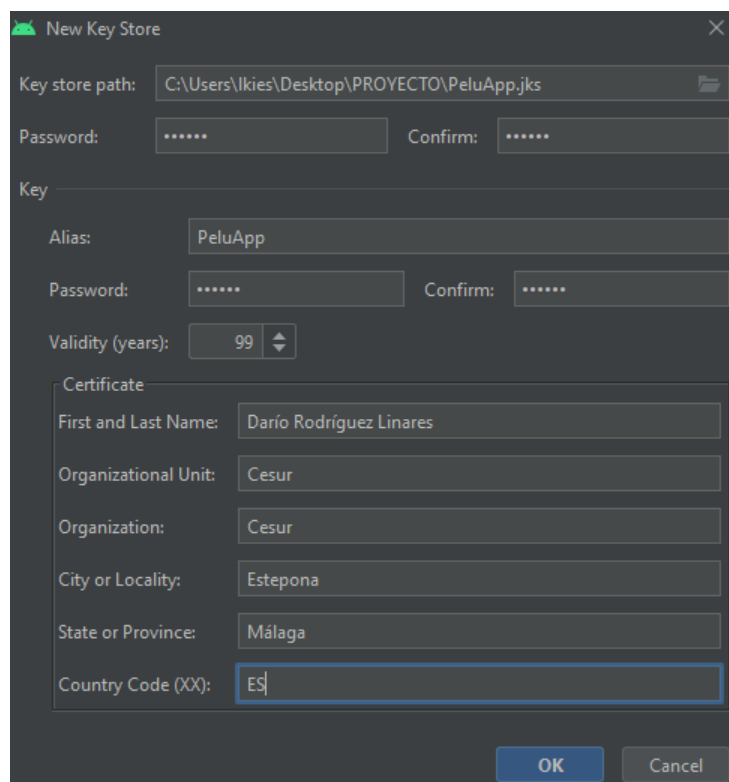 New Key Store
Key store path: C:\Users\Ikies\Desktop\PROYECTO\PeluApp.jks
Password: •••••• Confirm: ••••••
Key
Alias: PeluApp
Password: •••••• Confirm: ••••••
Validity (years): 99
Certificate
First and Last Name: Darío Rodríguez Linares
Organizational Unit: Cesur
Organization: Cesur
City or Locality: Estepona
State or Province: Málaga
Country Code (XX): ES
OK Cancel